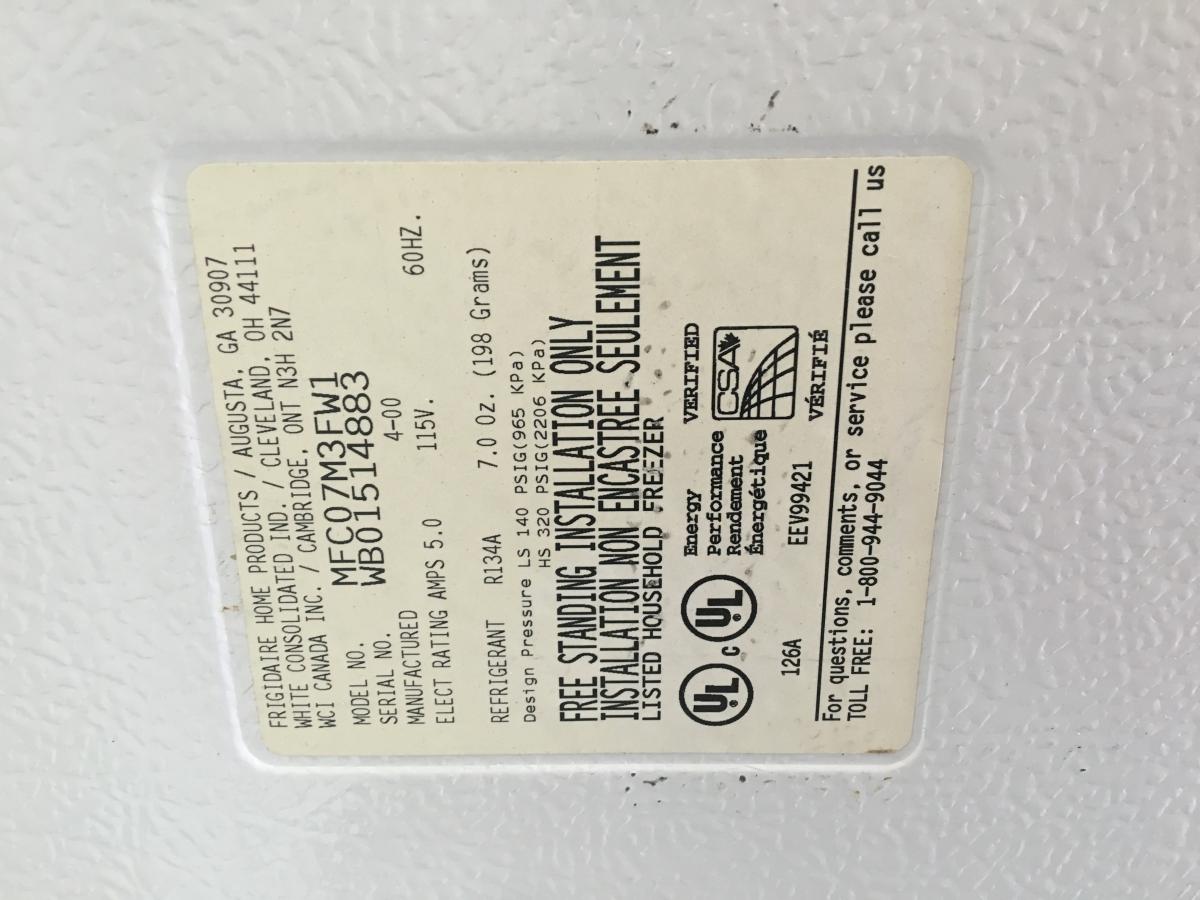 FRIGIDAIRE HOME PRODUCTS / AUGUSTA, GA 30907
WHITE CONSOLIDATED IND. / CLEVELAND, OH 44111
WCI CANADA INC. / CAMBRIDGE, ONT N3H 2N7
MODEL NO. MFC07M3FW1
SERIAL NO. WB01514883
MANUFACTURED 4-00
ELECT RATING AMPS 5.0 115V. 60HZ.
REFRIGERANT R134A 7.0 Oz. (198 Grams)
Design Pressure LS 140 PSIG(965 KPa)
HS 320 PSIG(2206 KPa)
FREE STANDING INSTALLATION ONLY
INSTALLATION NON ENCASTREE SEULEMENT
LISTED HOUSEHOLD FREEZER
UL c UL
126A
Energy
Performance
Rendement
Énergétique
EEV99421
VERIFIED
CSA
VÉRIFIÉ
For questions, comments, or service please call us
TOLL FREE: 1-800-944-9044